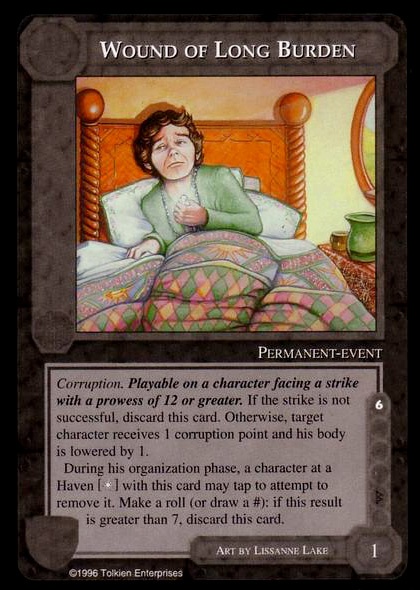 WOUND OF LONG BURDEN
PERMANENT-EVENT
Corruption. Playable on a character facing a strike
with a prowess of 12 or greater. If the strike is not
successful, discard this card. Otherwise, target
character receives 1 corruption point and his body
is lowered by 1.
During his organization phase, a character at a
Haven [☀] with this card may tap to attempt to
remove it. Make a roll (or draw a #): if this result
is greater than 7, discard this card.
6
ART BY LISSANNE LAKE
1
©1996 Tolkien Enterprises